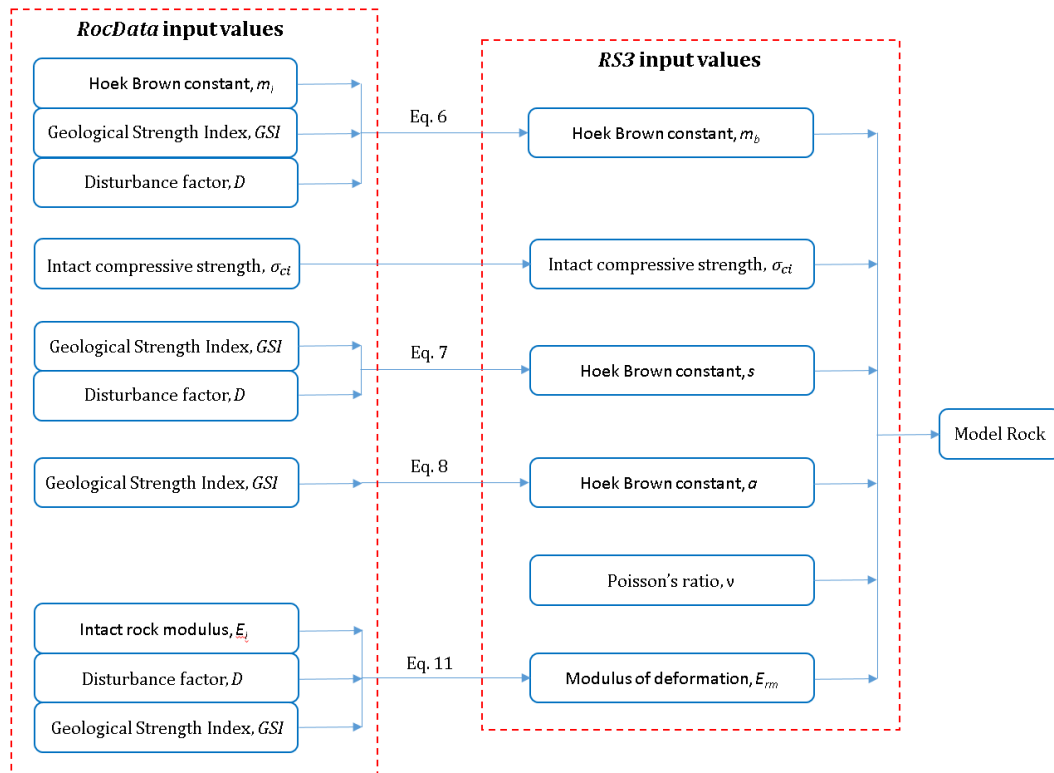 RocData input values
Hoek Brown constant, mi
Geological Strength Index, GSI
Disturbance factor, D
Intact compressive strength, σci
Geological Strength Index, GSI
Disturbance factor, D
Geological Strength Index, GSI
Intact rock modulus, Ei
Disturbance factor, D
Geological Strength Index, GSI
Eq. 6
Eq. 7
Eq. 8
Eq. 11
RS3 input values
Hoek Brown constant, mb
Intact compressive strength, σci
Hoek Brown constant, s
Hoek Brown constant, a
Poisson's ratio, ν
Modulus of deformation, Erm
Model Rock